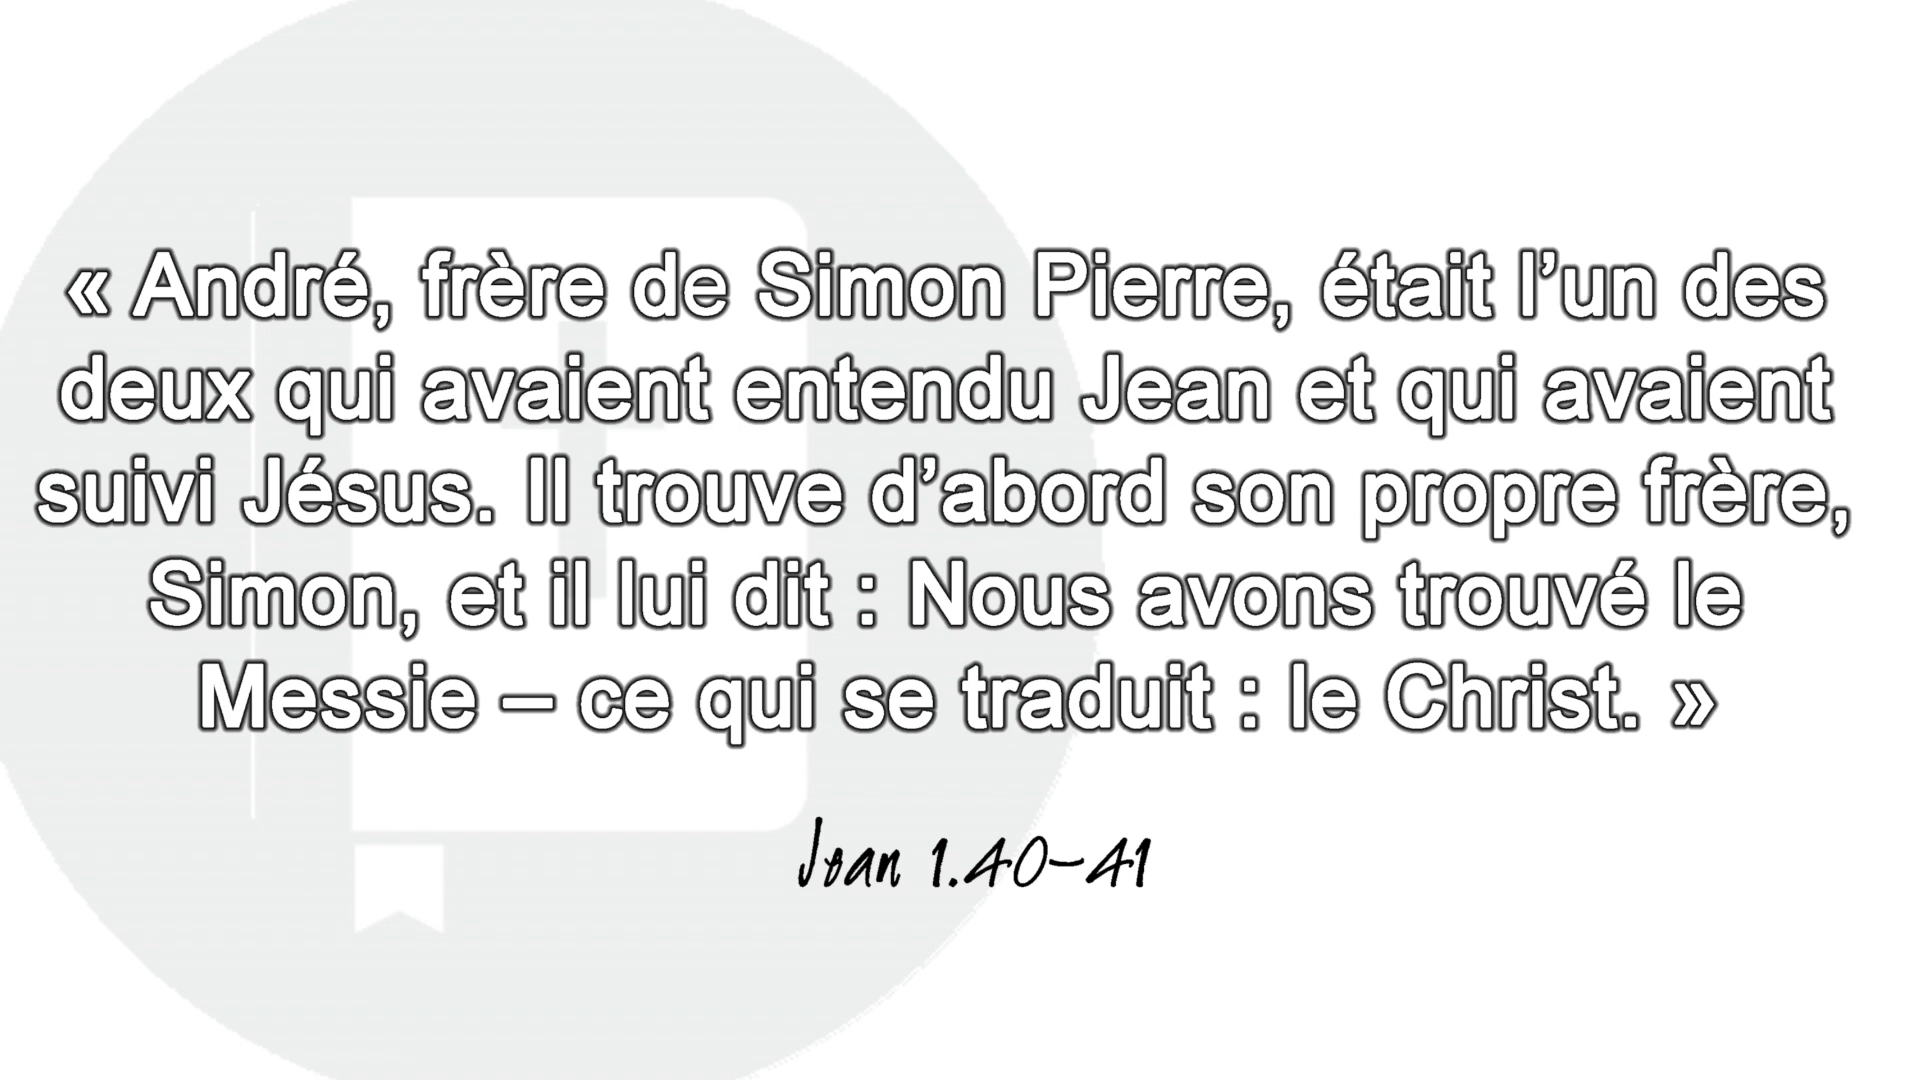 « André, frère de Simon Pierre, était l’un des
deux qui avaient entendu Jean et qui avaient
suivi Jésus. Il trouve d’abord son propre frère,
Simon, et il lui dit : Nous avons trouvé le
Messie – ce qui se traduit : le Christ. »
Jean 1.40-41